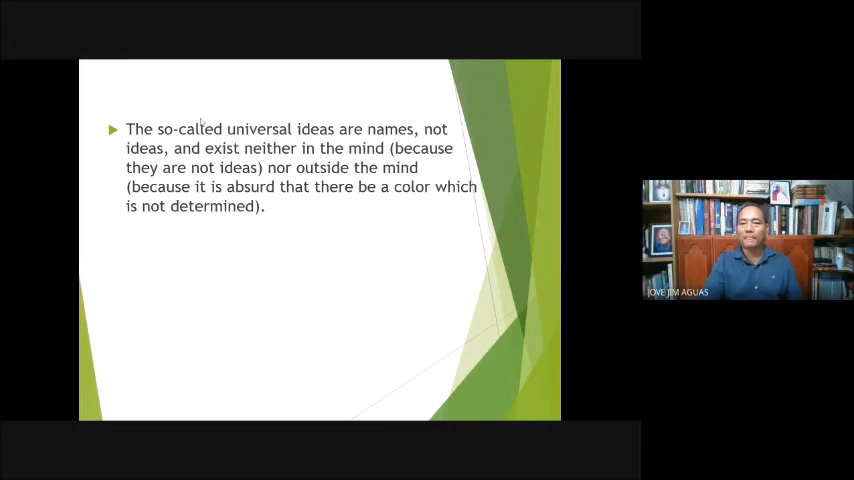 The so-called universal ideas are names, not
ideas, and exist neither in the mind (because
they are not ideas) nor outside the mind
(because it is absurd that there be a color which
is not determined).
JOVE JIM AGUAS